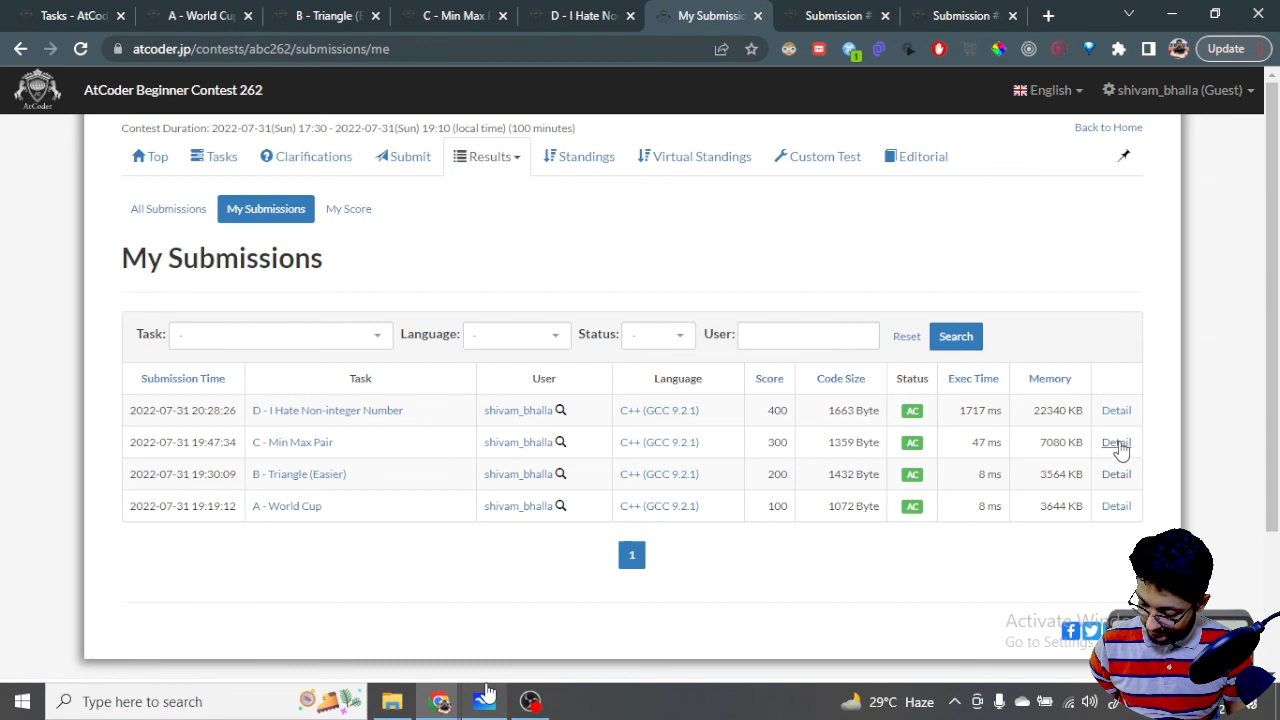 Tasks - AtCod
A - World Cu
B - Triangle (E
C - Min Max
D - I Hate No
My Submissio
Submission #
Submission #
atcoder.jp/contests/abc262/submissions/me
1
Update
AtCoder Beginner Contest 262
English
shivam_bhalla (Guest)
Contest Duration: 2022-07-31(Sun) 17:30 - 2022-07-31(Sun) 19:10 (local time) (100 minutes)
Back to Home
Top
Tasks
Clarifications
Submit
Results
Standings
Virtual Standings
Custom Test
Editorial
All Submissions
My Submissions
My Score
My Submissions
Task: -
Language: -
Status: -
User:
Reset
Search
Submission Time Task User Language Score Code Size Status Exec Time Memory
2022-07-31 20:28:26 D - I Hate Non-integer Number shivam_bhalla C++ (GCC 9.2.1) 400 1663 Byte AC 1717 ms 22340 KB Detail
2022-07-31 19:47:34 C - Min Max Pair shivam_bhalla C++ (GCC 9.2.1) 300 1359 Byte AC 47 ms 7080 KB Detail
2022-07-31 19:30:09 B - Triangle (Easier) shivam_bhalla C++ (GCC 9.2.1) 200 1432 Byte AC 8 ms 3564 KB Detail
2022-07-31 19:19:12 A - World Cup shivam_bhalla C++ (GCC 9.2.1) 100 1072 Byte AC 8 ms 3644 KB Detail
1
Activate
Go to Settings
Type here to search
29°C Haze